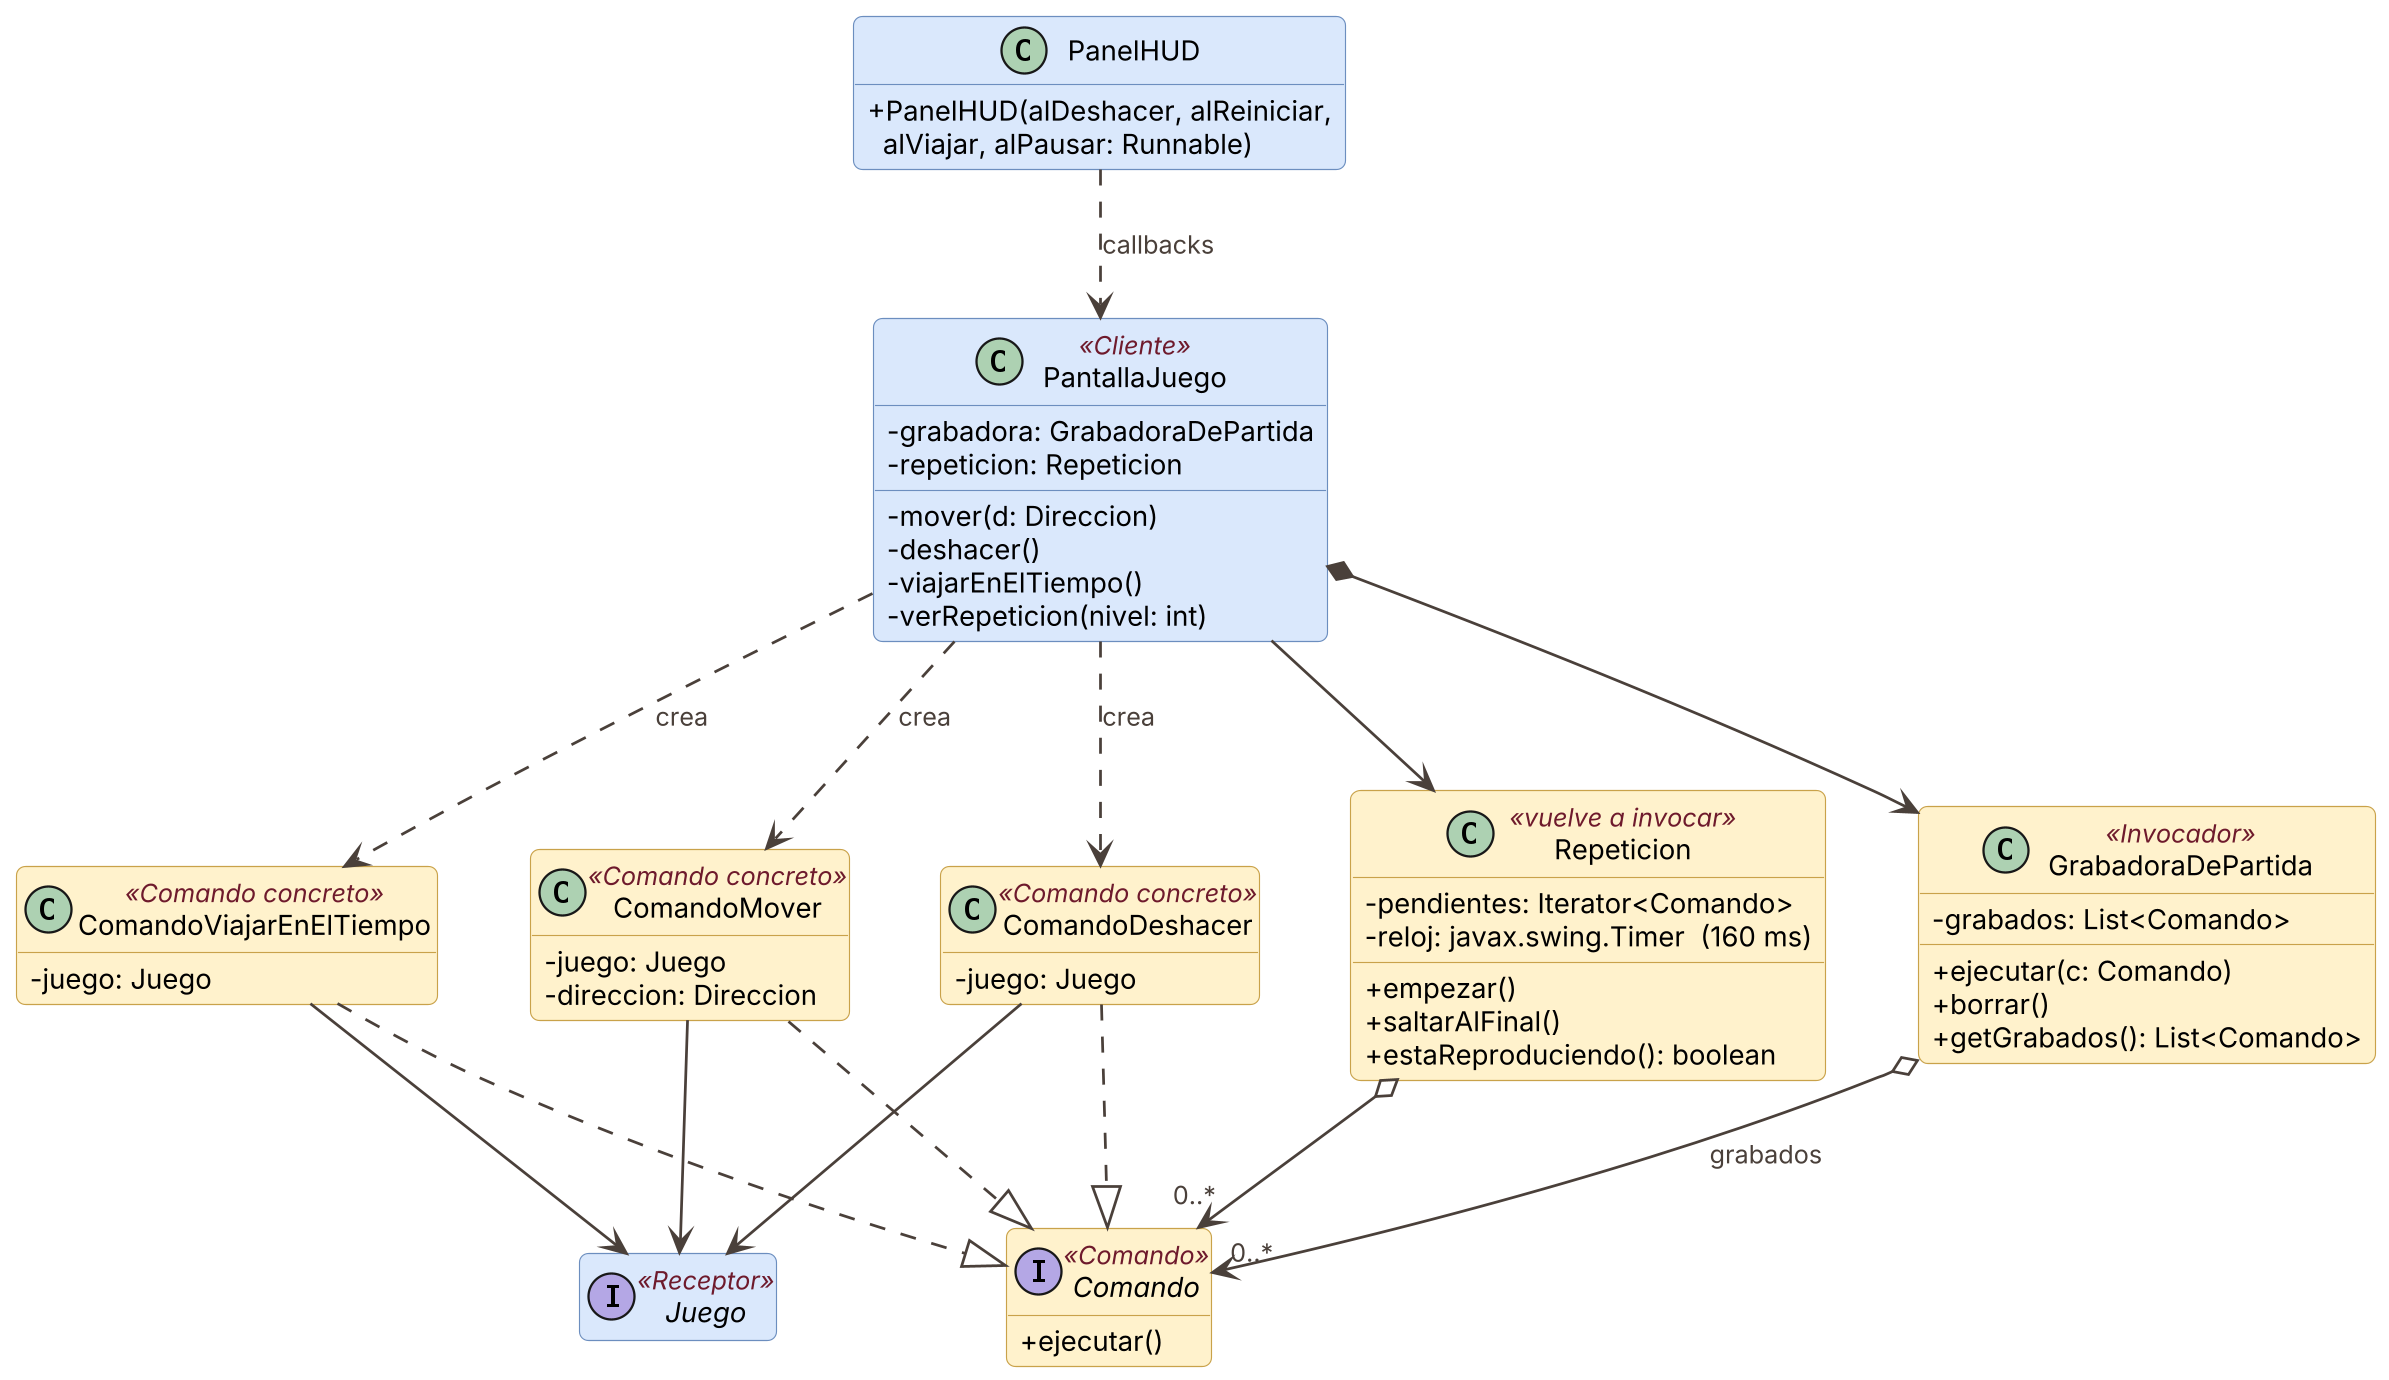 C PanelHUD
+PanelHUD(alDeshacer, alReiniciar,
alViajar, alPausar: Runnable)
callbacks
«Cliente»
C PantallaJuego
-grabadora: GrabadoraDePartida
-repeticion: Repeticion
-mover(d: Direccion)
-deshacer()
-viajarEnElTiempo()
-verRepeticion(nivel: int)
crea
crea
crea
«Comando concreto»
C ComandoViajarEnElTiempo
-juego: Juego
«Comando concreto»
C ComandoMover
-juego: Juego
-direccion: Direccion
«Comando concreto»
C ComandoDeshacer
-juego: Juego
«vuelve a invocar»
C Repeticion
-pendientes: Iterator<Comando>
-reloj: javax.swing.Timer (160 ms)
+empezar()
+saltarAlFinal()
+estaReproduciendo(): boolean
«Invocador»
C GrabadoraDePartida
-grabados: List<Comando>
+ejecutar(c: Comando)
+borrar()
+getGrabados(): List<Comando>
grabados
0..*
0..*
«Receptor»
I Juego
«Comando»
I Comando
+ejecutar()